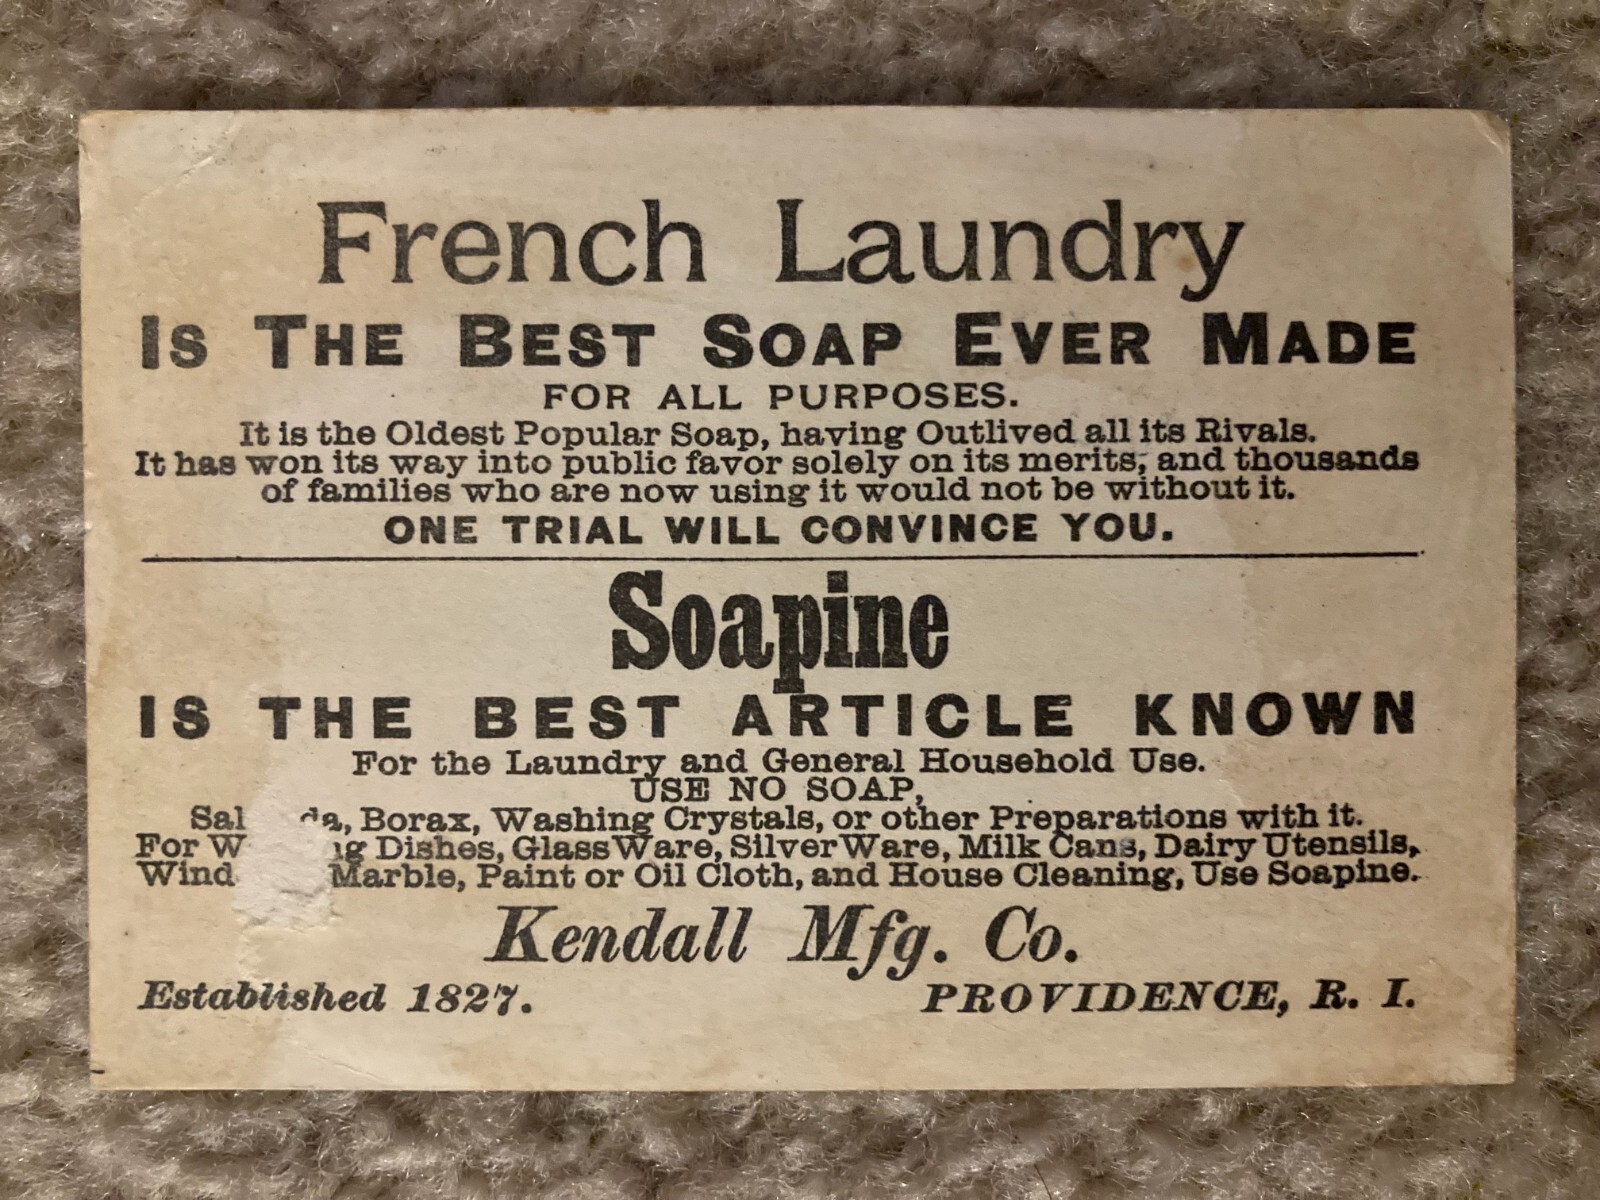 French Laundry
IS THE BEST SOAP EVER MADE
FOR ALL PURPOSES.
It is the Oldest Popular Soap, having Outlived all its Rivals.
It has won its way into public favor solely on its merits, and thousands
of families who are now using it would not be without it.
ONE TRIAL WILL CONVINCE YOU.
Soapine
IS THE BEST ARTICLE KNOWN
For the Laundry and General Household Use.
USE NO SOAP,
Borax, Washing Crystals, or other Preparations with it.
For Dishes, Glass Ware, Silver Ware, Milk Cans, Dairy Utensils,
Marble, Paint or Oil Cloth, and House Cleaning, Use Soapine.
Kendall Mfg. Co.
Established 1827. PROVIDENCE, R. I.